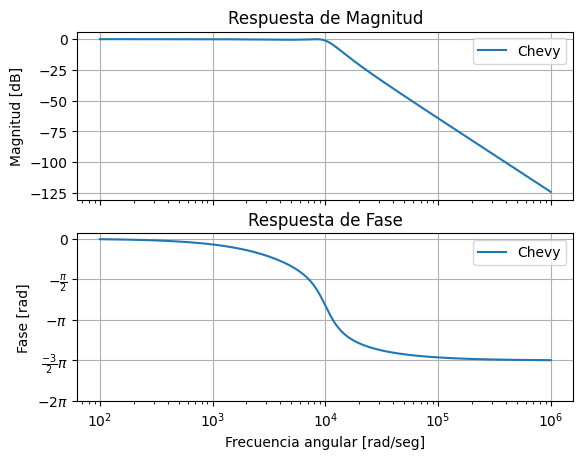 Respuesta de Magnitud
Magnitud [dB]
0
−25
−50
−75
−100
−125
Chevy
Respuesta de Fase
Fase [rad]
0
−π/2
−π
−3/2 π
−2π
Chevy
10² 10³ 10⁴ 10⁵ 10⁶
Frecuencia angular [rad/seg]